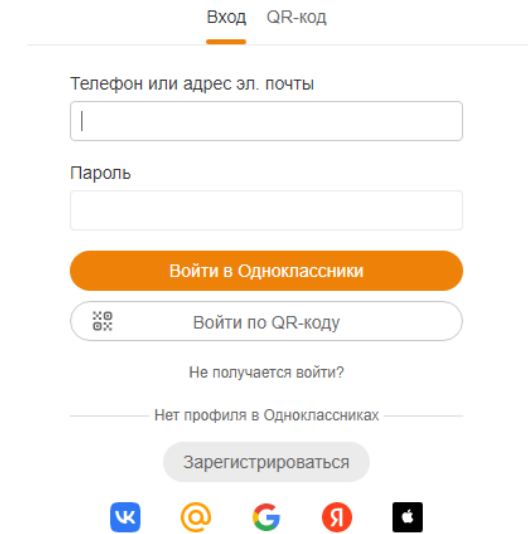 Вход QR-код
Телефон или адрес эл. почты
Пароль
Войти в Одноклассники
Войти по QR-коду
Не получается войти?
Нет профиля в Одноклассниках
Зарегистрироваться